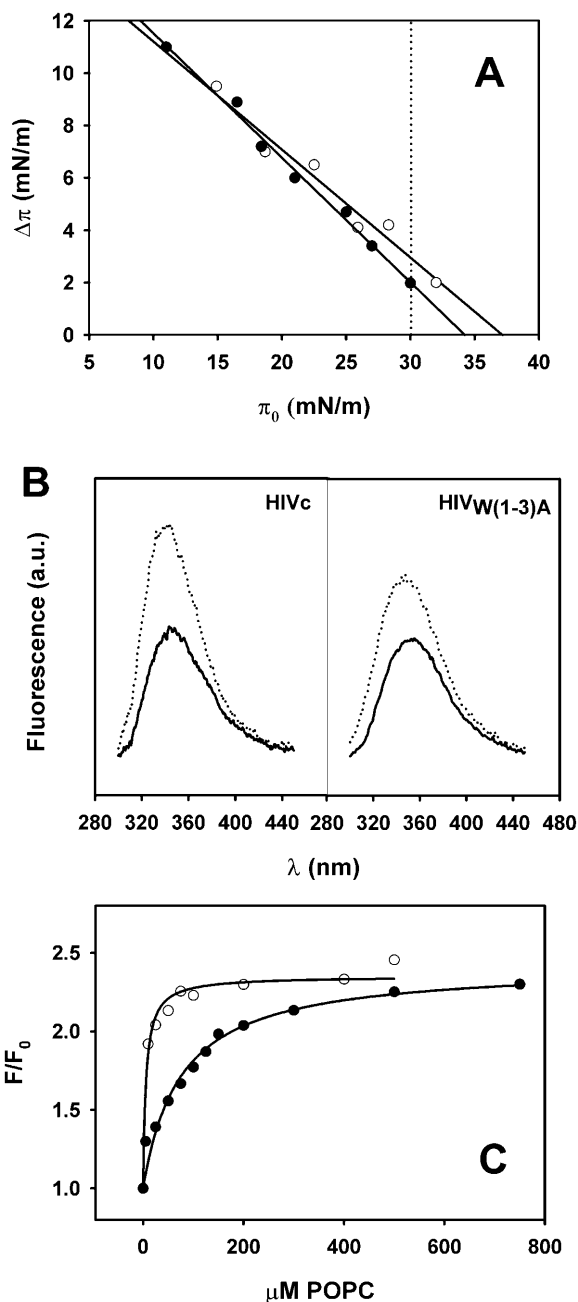 A
12
10
8
6
4
2
0
Δπ (mN/m)
5 10 15 20 25 30 35 40
π0 (mN/m)
B
HIVc
HIVW(1-3)A
Fluorescence (a.u.)
280 320 360 400 440 280 320 360 400 440 480
λ (nm)
2.5
2.0
1.5
1.0
F/F0
C
0 200 400 600 800
μM POPC